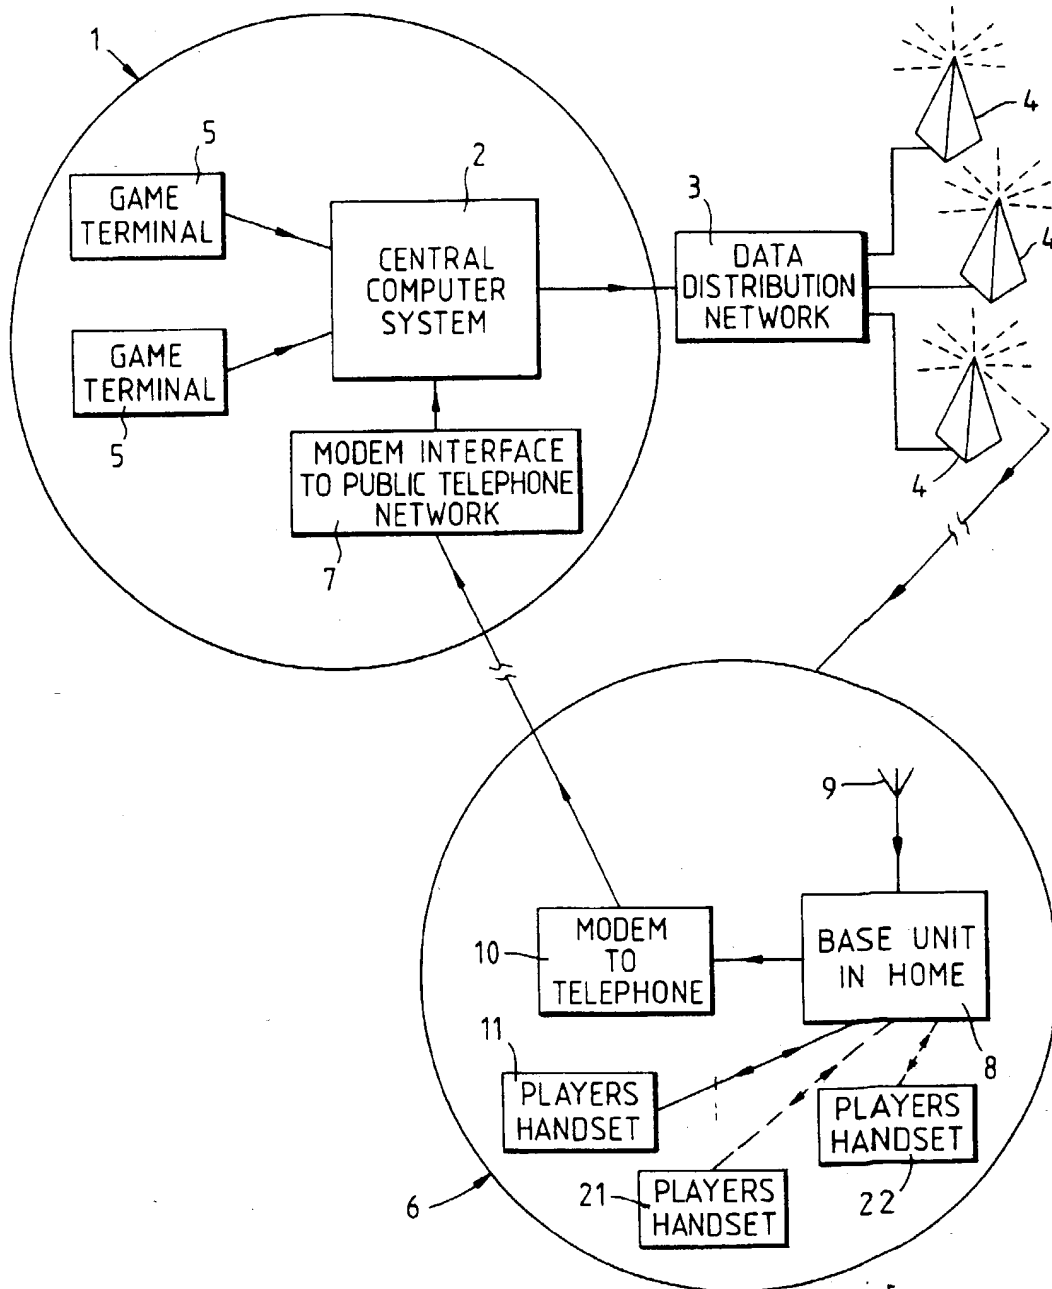 1
5
GAME
TERMINAL
2
CENTRAL
COMPUTER
SYSTEM
3
DATA
DISTRIBUTION
NETWORK
4
4
4
GAME
TERMINAL
5
MODEM INTERFACE
TO PUBLIC TELEPHONE
NETWORK
7
9
10
MODEM
TO
TELEPHONE
BASE UNIT
IN HOME
8
11
PLAYERS
HANDSET
21
PLAYERS
HANDSET
PLAYERS
HANDSET
22
6